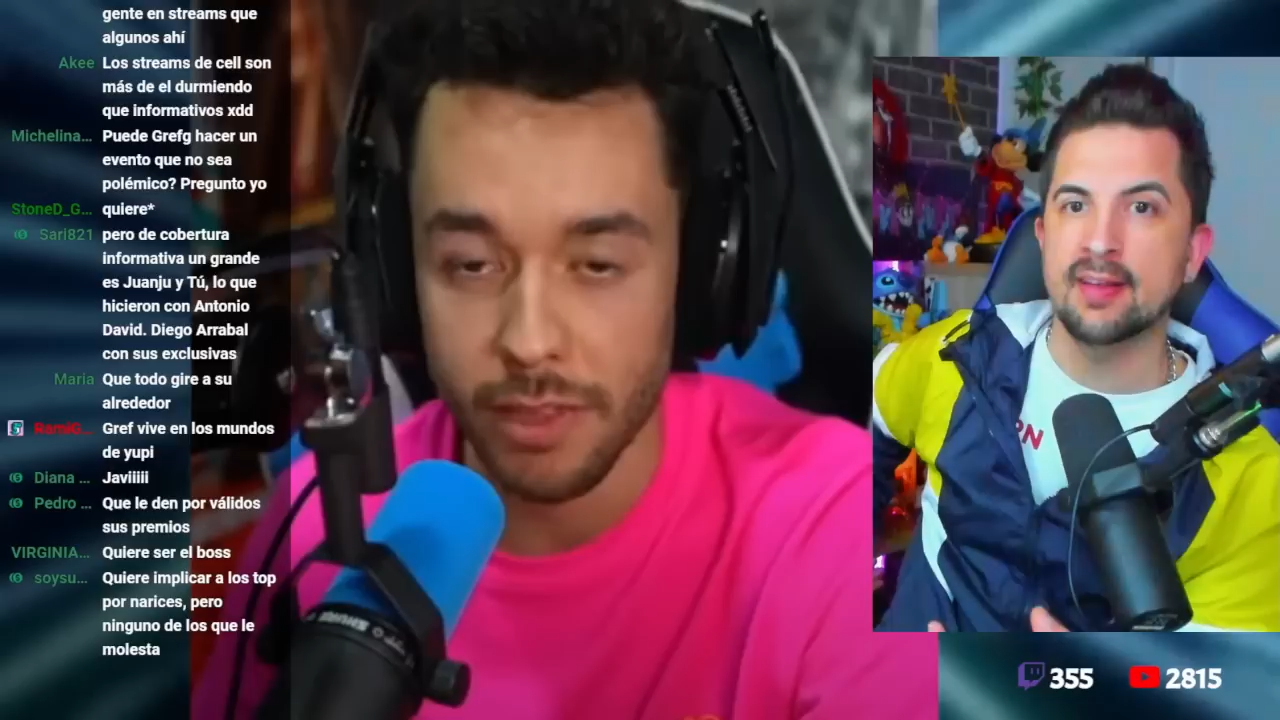 gente en streams que
algunos ahí
Akee Los streams de cell son
más de el durmiendo
que informativos xdd
Michelina... Puede Grefg hacer un
evento que no sea
polémico? Pregunto yo
StoneD_G... quiere*
Sari821 pero de cobertura
informativa un grande
es Juanju y Tú, lo que
hicieron con Antonio
David. Diego Arrabal
con sus exclusivas
Maria Que todo gire a su
alrededor
RamiG... Gref vive en los mundos
de yupi
Diana ... Javiiiii
Pedro ... Que le den por válidos
sus premios
VIRGINIA... Quiere ser el boss
soysu... Quiere implicar a los top
por narices, pero
ninguno de los que le
molesta
SHURE
355 2815